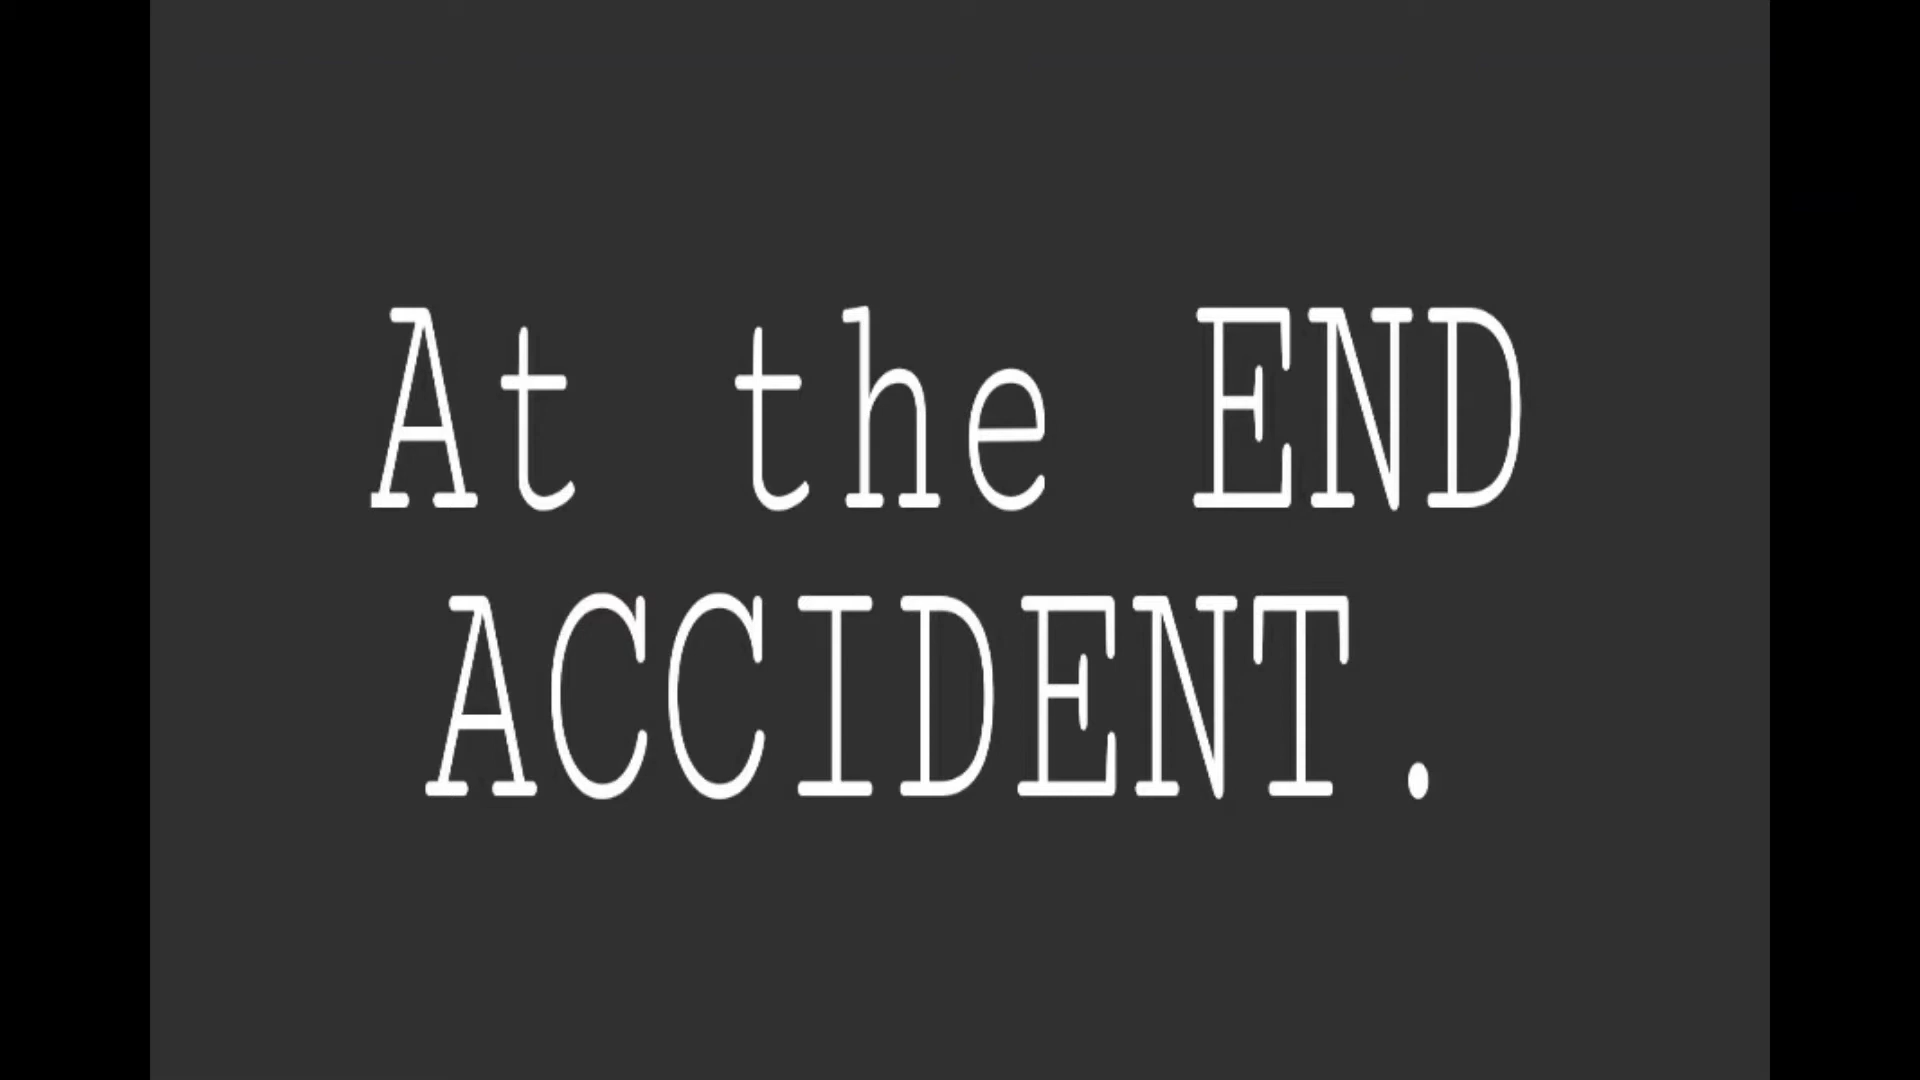 At the END
ACCIDENT.